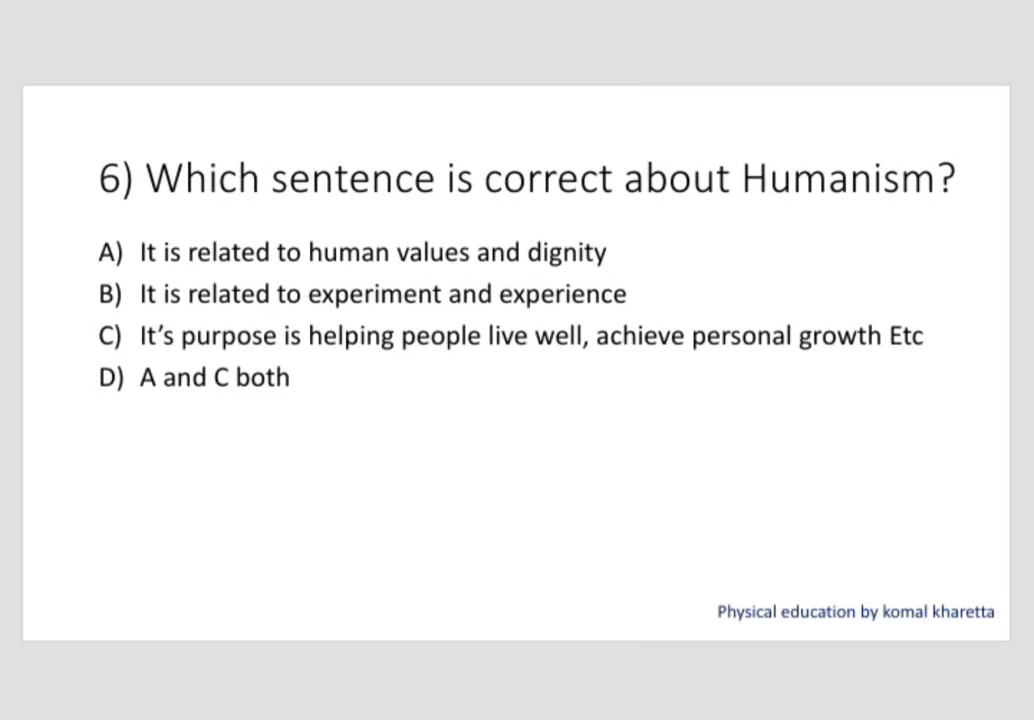 6) Which sentence is correct about Humanism?
A) It is related to human values and dignity
B) It is related to experiment and experience
C) It’s purpose is helping people live well, achieve personal growth Etc
D) A and C both
Physical education by komal kharetta